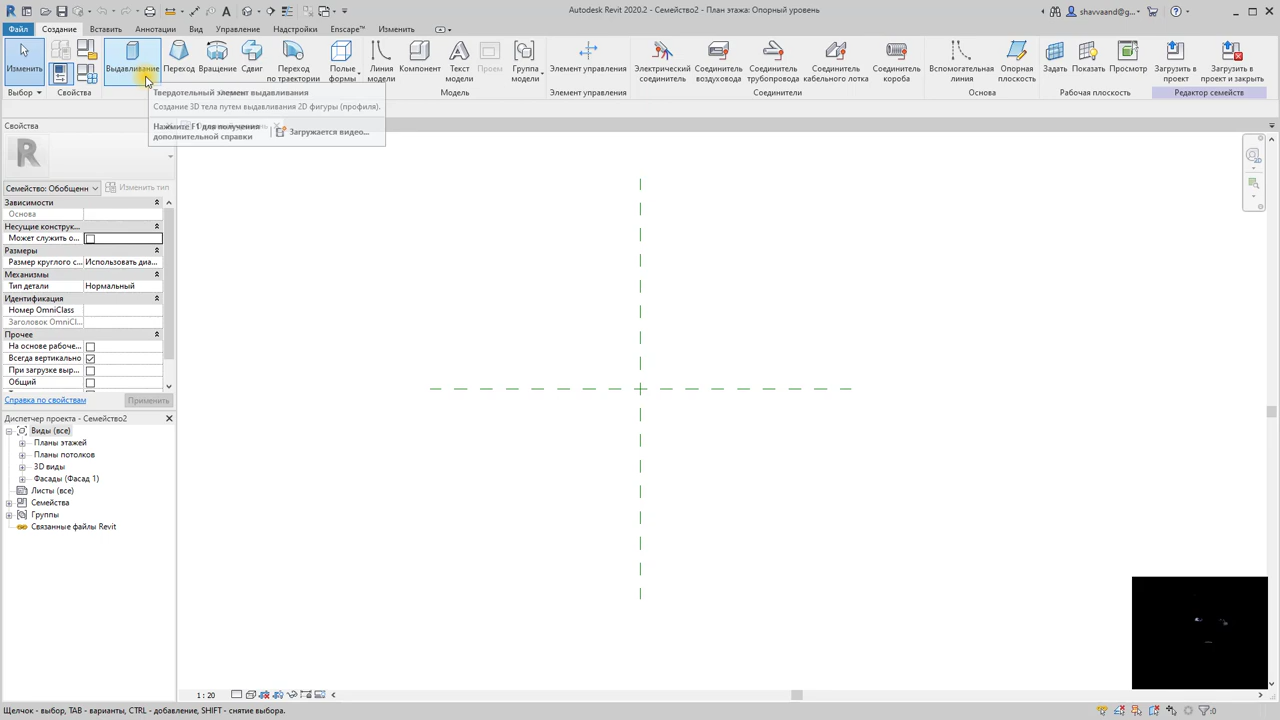 Autodesk Revit 2020.2 - Семейство2 - План этажа: Опорный уровень
shavvaand@g...
Файл Создание Вставить Аннотации Вид Управление Надстройки Enscape™ Изменить
Изменить
Выдавливание Переход Вращение Сдвиг Переход по траектории Полые формы
Линия модели Компонент Текст модели Проем Группа модели
Элемент управления
Электрический соединитель Соединитель воздуховода Соединитель трубопровода Соединитель кабельного лотка Соединитель короба
Вспомогательная линия Опорная плоскость
Задать Показать Просмотр
Загрузить в проект Загрузить в проект и закрыть
Выбор Свойства Модель Элемент управления Соединители Основа Рабочая плоскость Редактор семейств
Твердотельный элемент выдавливания
Создание 3D тела путем выдавливания 2D фигуры (профиля).
Нажмите F1 для получения дополнительной справки
Загружается видео...
Свойства
R
Семейство: Обобщенн Изменить тип
Зависимости
Основа
Несущие конструк...
Может служить о...
Размеры
Размер круглого с... Использовать диа...
Механизмы
Тип детали Нормальный
Идентификация
Номер OmniClass
Заголовок OmniCl...
Прочее
На основе рабоче...
Всегда вертикально
При загрузке выр...
Общий
Справка по свойствам Применить
Диспетчер проекта - Семейство2
Виды (все)
Планы этажей
Планы потолков
3D виды
Фасады (Фасад 1)
Листы (все)
Семейства
Группы
Связанные файлы Revit
1 : 20
Щелчок - выбор, TAB - варианты, CTRL - добавление, SHIFT - снятие выбора.
:0